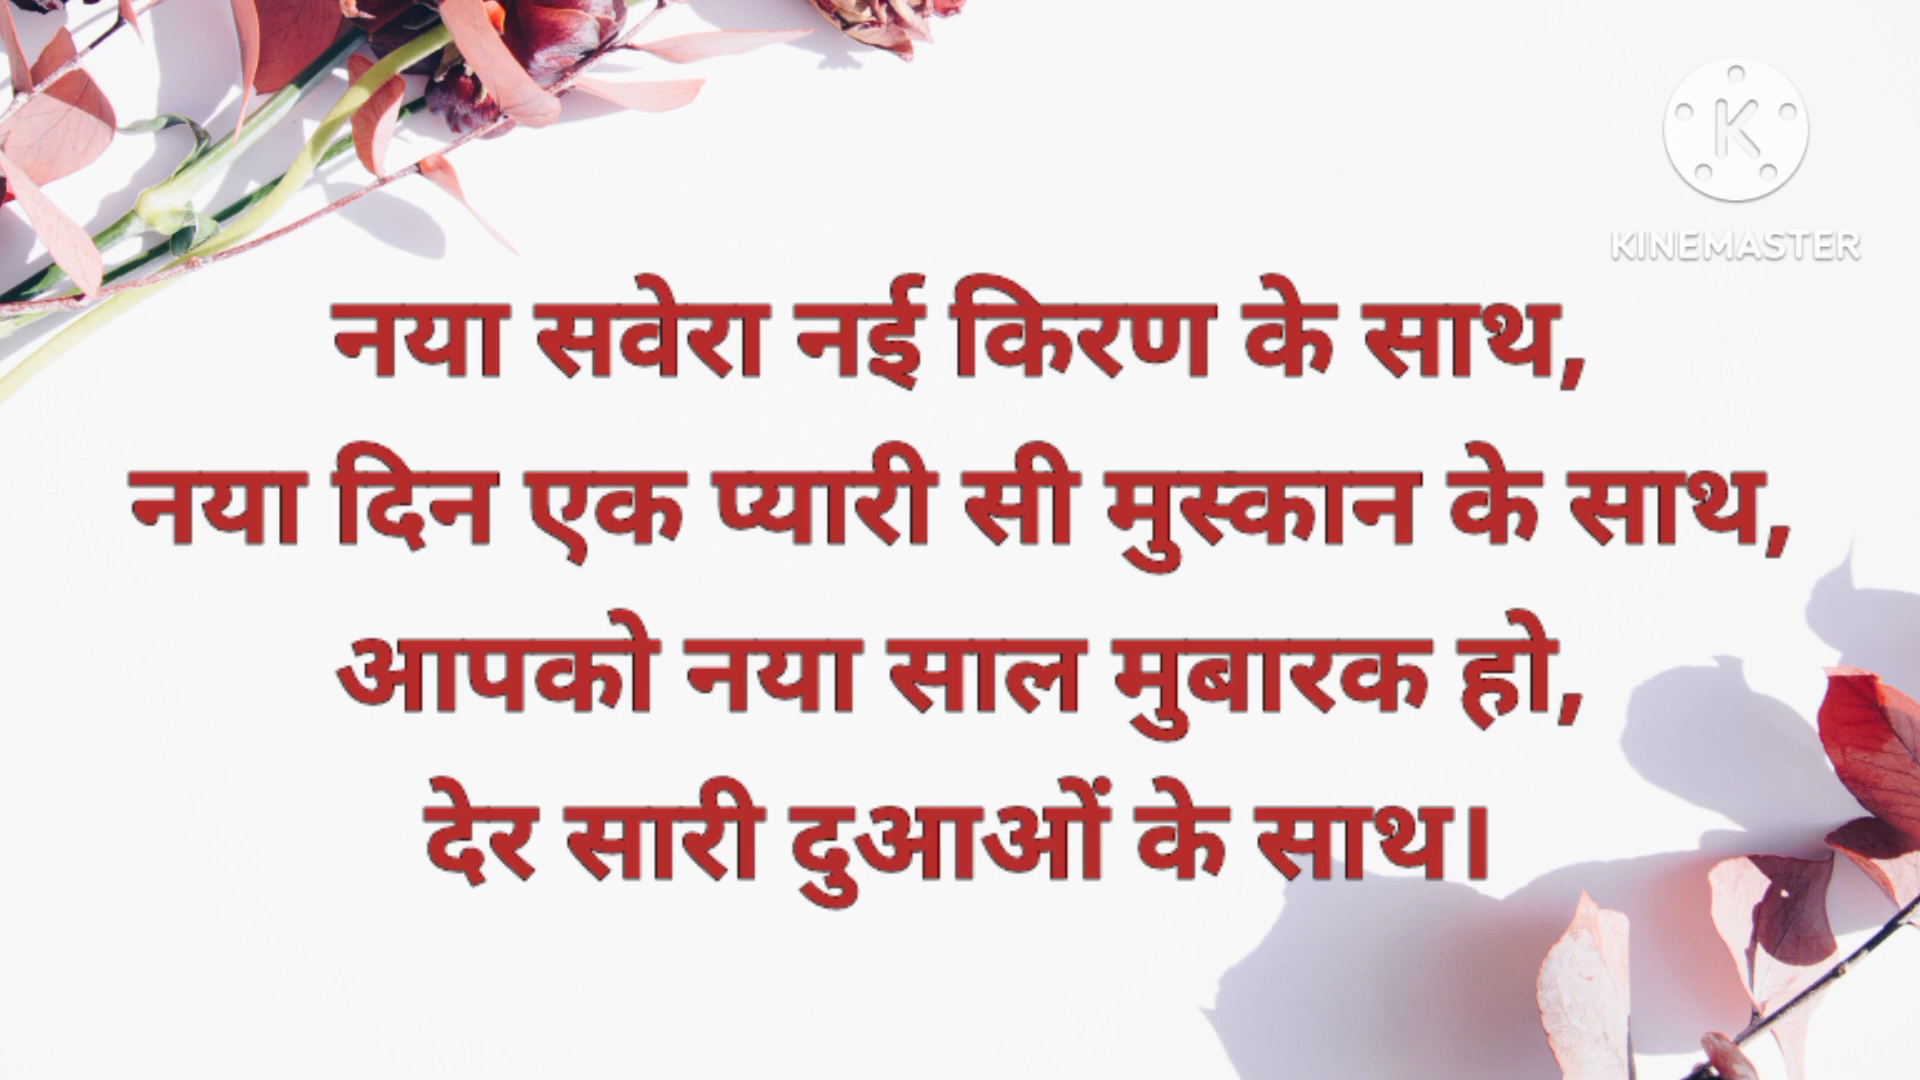 KINEMASTER
नया सवेरा नई किरण के साथ,
नया दिन एक प्यारी सी मुस्कान के साथ,
आपको नया साल मुबारक हो,
देर सारी दुआओं के साथ।